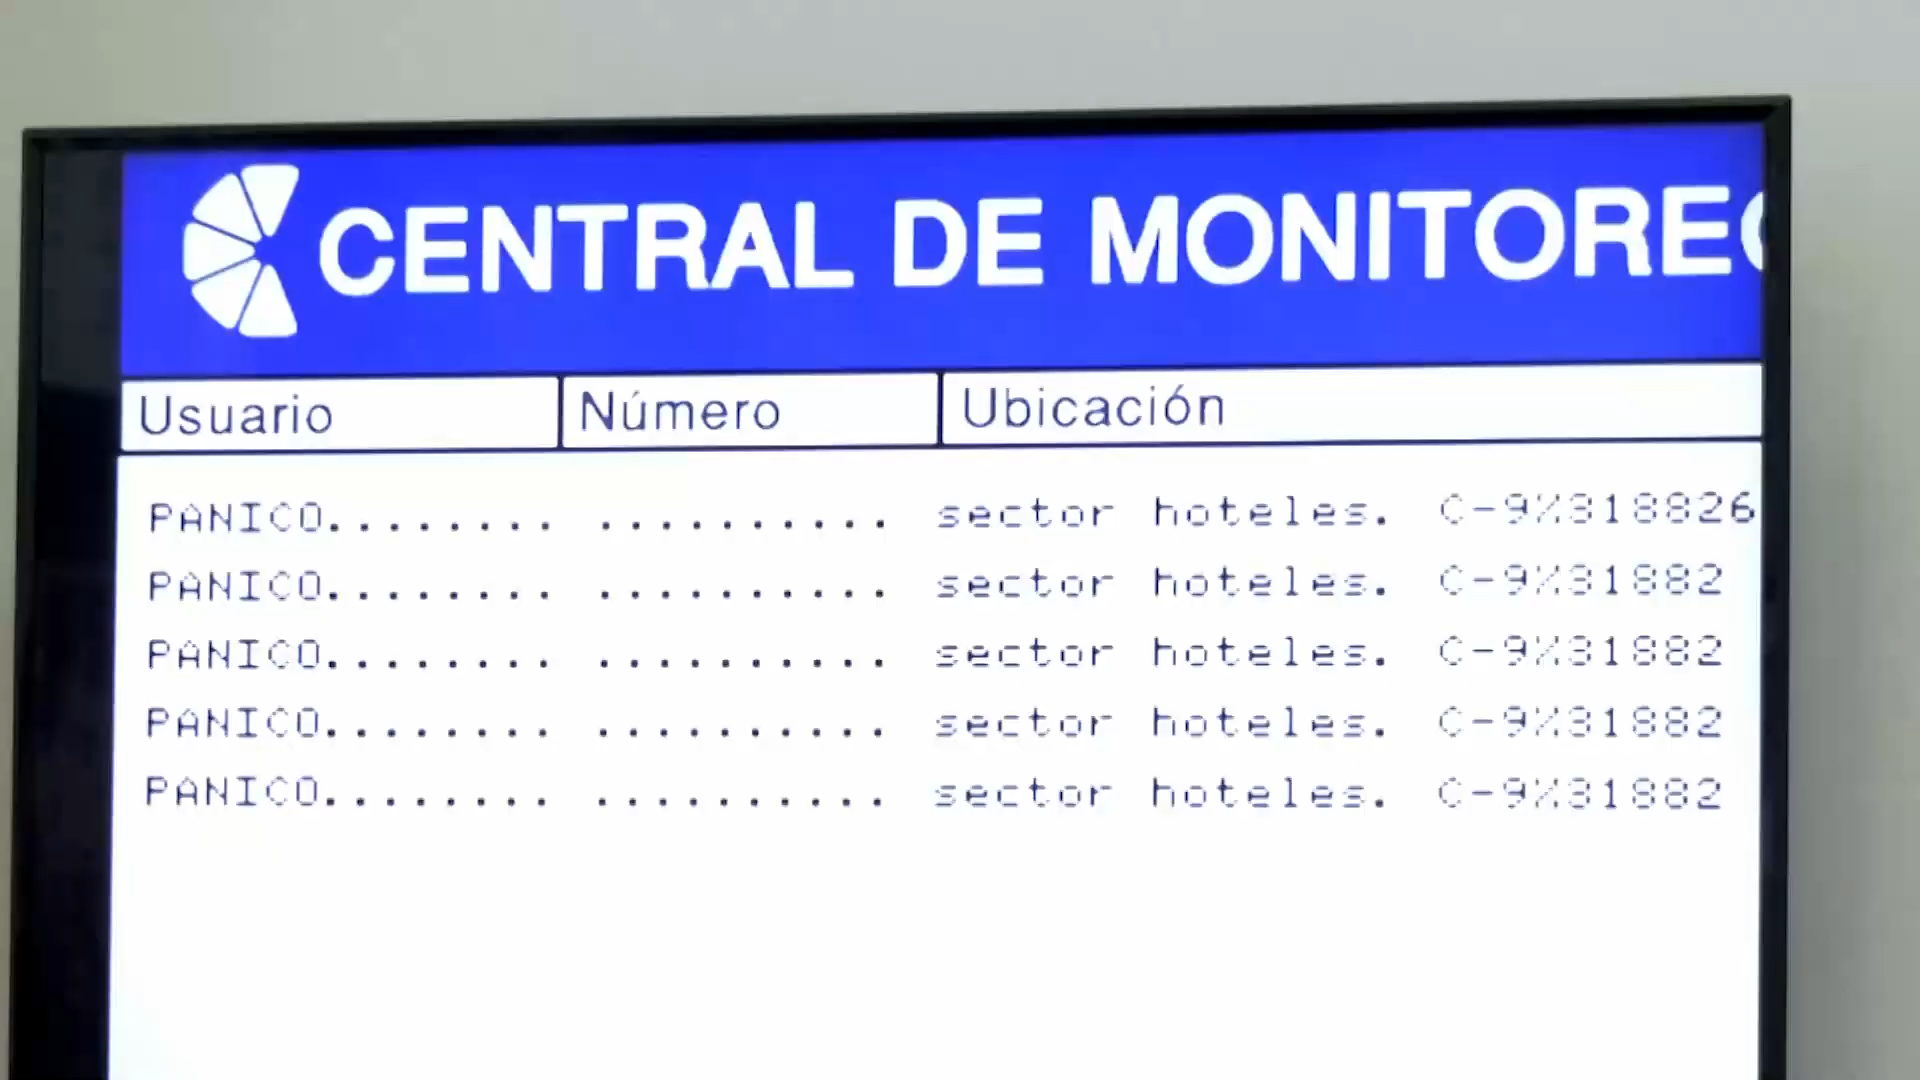 CENTRAL DE MONITOREO
Usuario Número Ubicación
PANICO........ .......... sector hoteles. C-9%318826
PANICO........ .......... sector hoteles. C-9%31882
PANICO........ .......... sector hoteles. C-9%31882
PANICO........ .......... sector hoteles. C-9%31882
PANICO........ .......... sector hoteles. C-9%31882